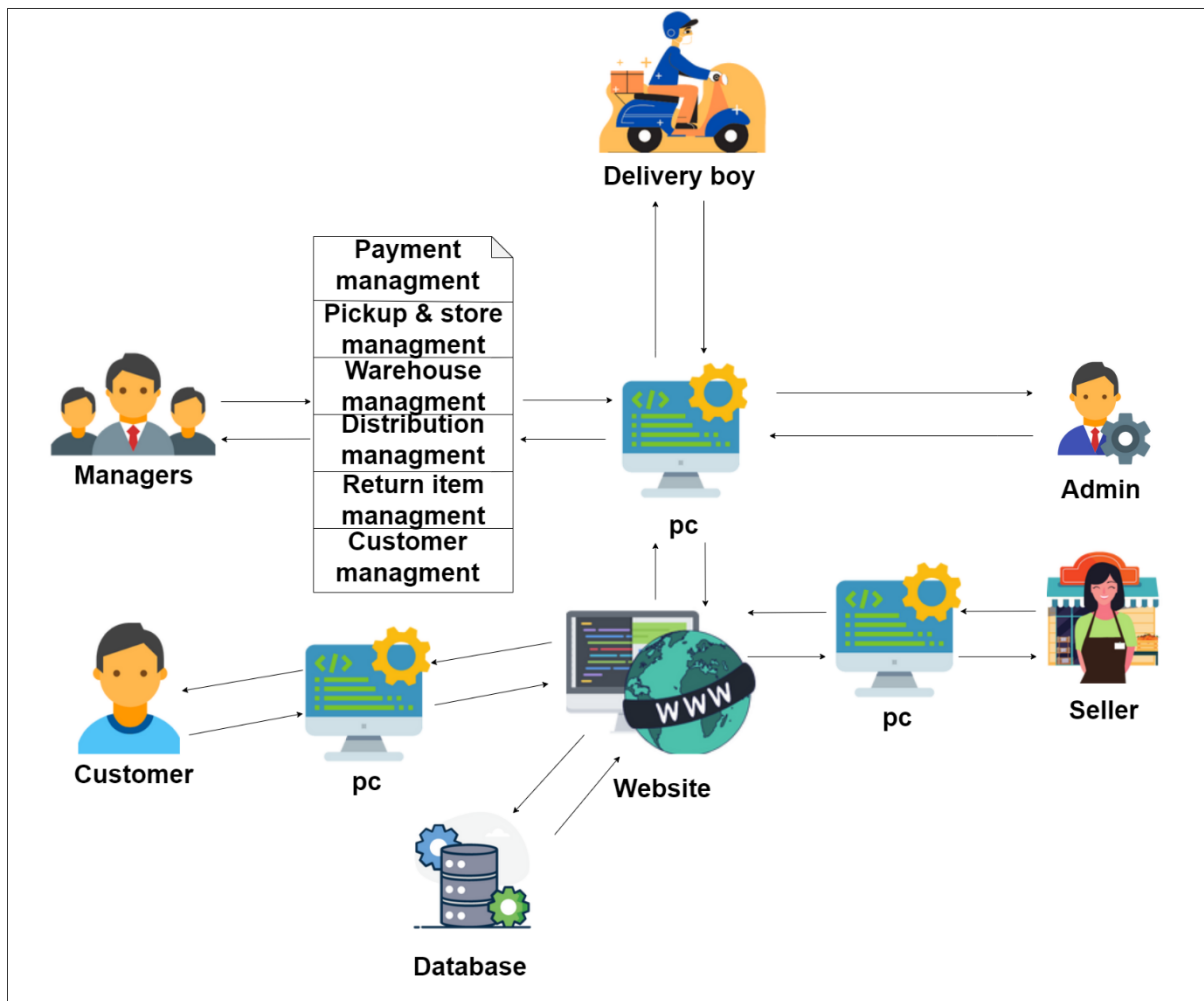 Delivery boy
Payment
managment
Pickup & store
managment
Warehouse
managment
Distribution
managment
Return item
managment
Customer
managment
Managers
pc
Admin
Customer
pc
WWW
Website
pc
Seller
Database